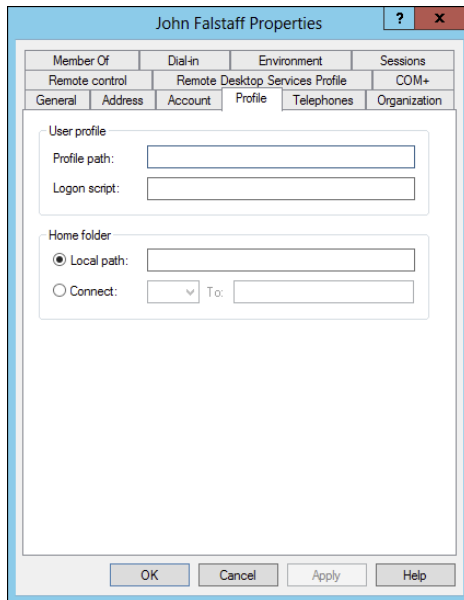 John Falstaff Properties
? x
Member Of Dial-in Environment Sessions
Remote control Remote Desktop Services Profile COM+
General Address Account Profile Telephones Organization
User profile
Profile path:
Logon script:
Home folder
Local path:
Connect: To:
OK Cancel Apply Help